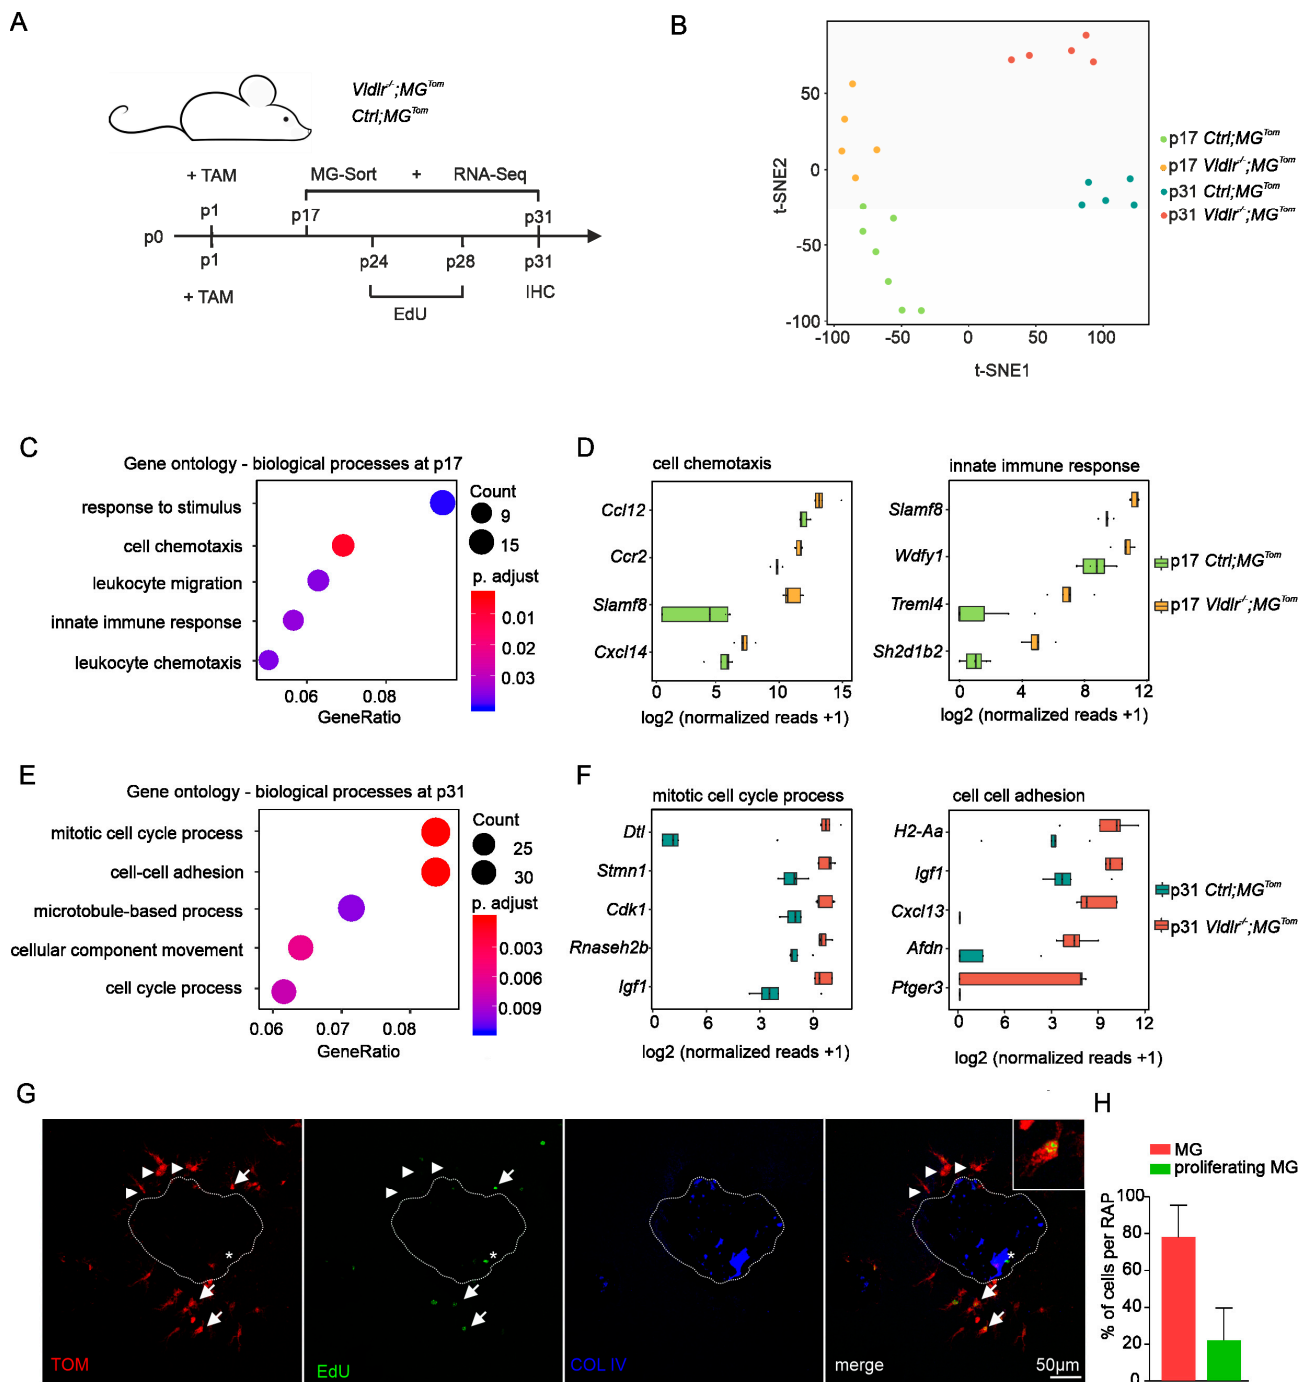 A
Vldlr-/-;MGTom
Ctrl;MGTom
+ TAM
MG-Sort + RNA-Seq
p1
p17
p31
p0
p1
p24
p28
p31
+ TAM
IHC
EdU
B
50
0
-50
-100
-100 -50 0 50 100
t-SNE2
t-SNE1
p17 Ctrl;MGTom
p17 Vldlr-/-;MGTom
p31 Ctrl;MGTom
p31 Vldlr-/-;MGTom
C
Gene ontology - biological processes at p17
response to stimulus
cell chemotaxis
leukocyte migration
innate immune response
leukocyte chemotaxis
0.06 0.08
GeneRatio
Count
9
15
p. adjust
0.01
0.02
0.03
D
cell chemotaxis
Ccl12
Ccr2
Slamf8
Cxcl14
0 5 10 15
log2 (normalized reads +1)
innate immune response
Slamf8
Wdfy1
Treml4
Sh2d1b2
0 4 8 12
log2 (normalized reads +1)
p17 Ctrl;MGTom
p17 Vldlr-/-;MGTom
E
Gene ontology - biological processes at p31
mitotic cell cycle process
cell-cell adhesion
microtobule-based process
cellular component movement
cell cycle process
0.06 0.07 0.08
GeneRatio
Count
25
30
p. adjust
0.003
0.006
0.009
F
mitotic cell cycle process
Dtl
Stmn1
Cdk1
Rnaseh2b
Igf1
0 6 3 9
log2 (normalized reads +1)
cell cell adhesion
H2-Aa
Igf1
Cxcl13
Afdn
Ptger3
0 6 3 9 12
log2 (normalized reads +1)
p31 Ctrl;MGTom
p31 Vldlr-/-;MGTom
G
*
*
*
TOM
EdU
COL IV
merge
50µm
H
MG
proliferating MG
100
80
60
40
20
0
% of cells per RAP